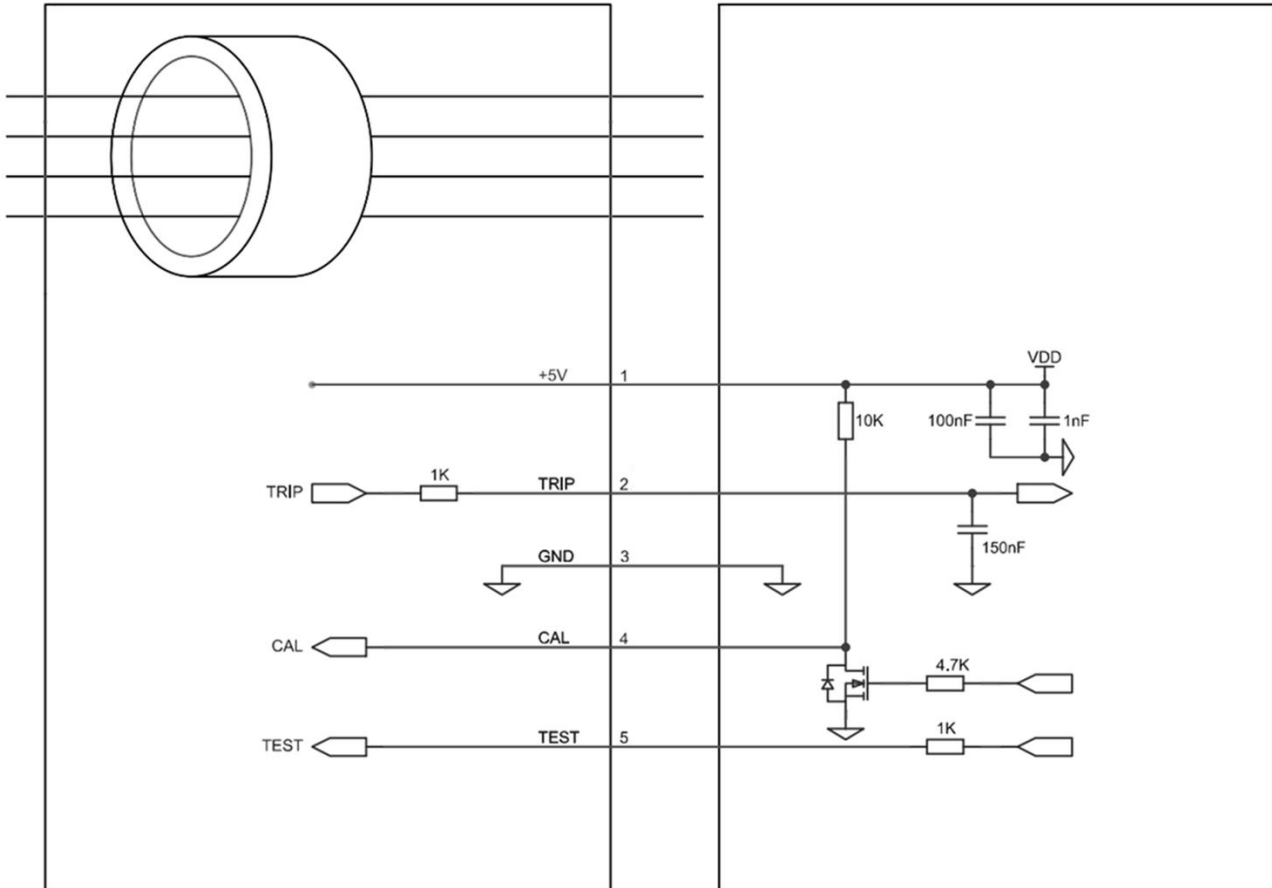 VDD
+5V 1
10K 100nF 1nF
TRIP 1K TRIP 2
150nF
GND 3
CAL CAL 4
4.7K
TEST TEST 5 1K